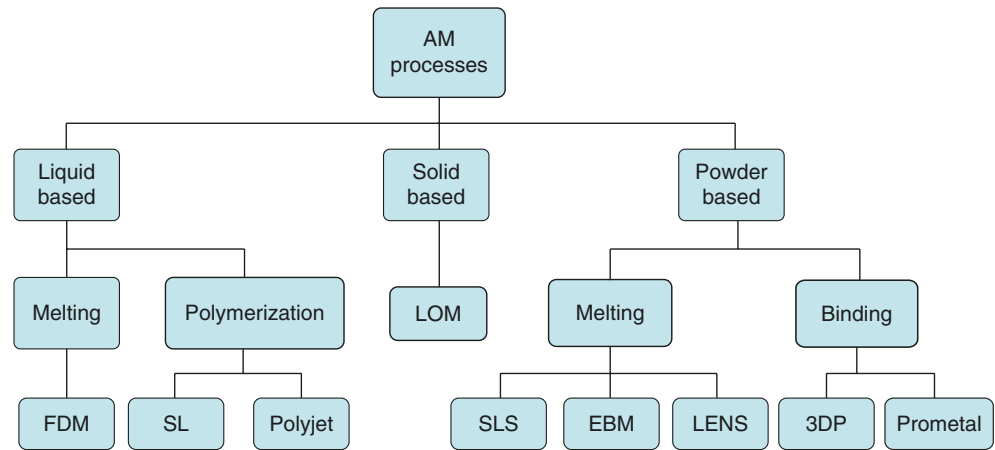 AM
processes
Liquid
based
Solid
based
Powder
based
Melting
Polymerization
LOM
Melting
Binding
FDM
SL
Polyjet
SLS
EBM
LENS
3DP
Prometal